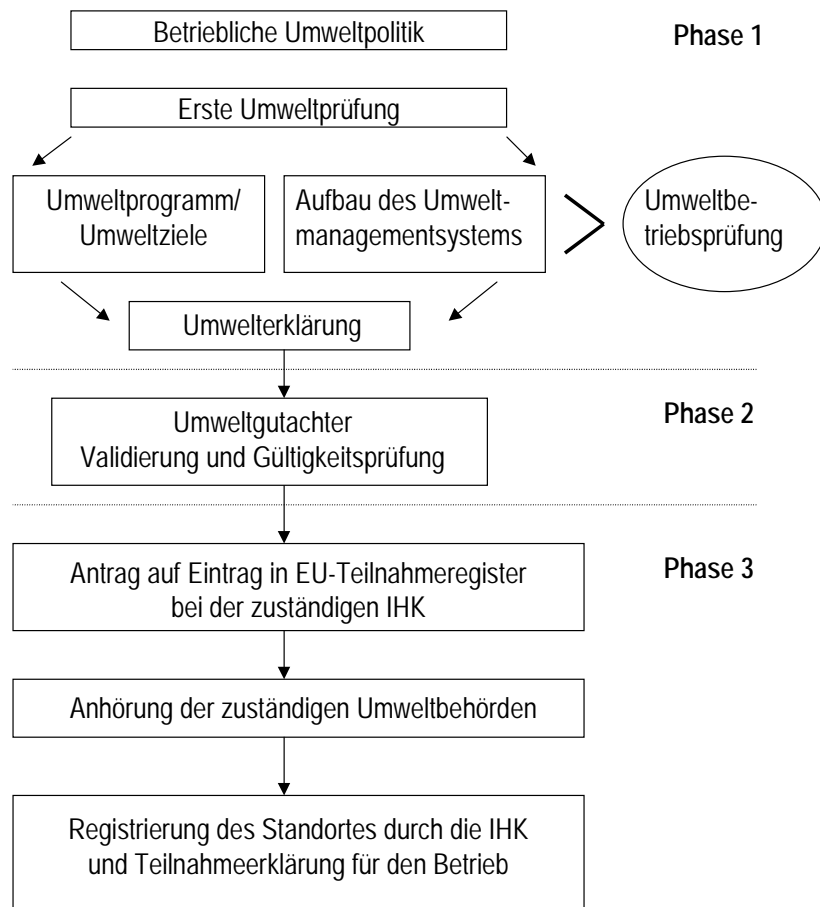 Betriebliche Umweltpolitik
Phase 1
Erste Umweltprüfung
Umweltprogramm/
Umweltziele
Aufbau des Umwelt-
managementsystems
Umweltbe-
triebsprüfung
Umwelterklärung
Phase 2
Umweltgutachter
Validierung und Gültigkeitsprüfung
Phase 3
Antrag auf Eintrag in EU-Teilnahmeregister
bei der zuständigen IHK
Anhörung der zuständigen Umweltbehörden
Registrierung des Standortes durch die IHK
und Teilnahmeerklärung für den Betrieb